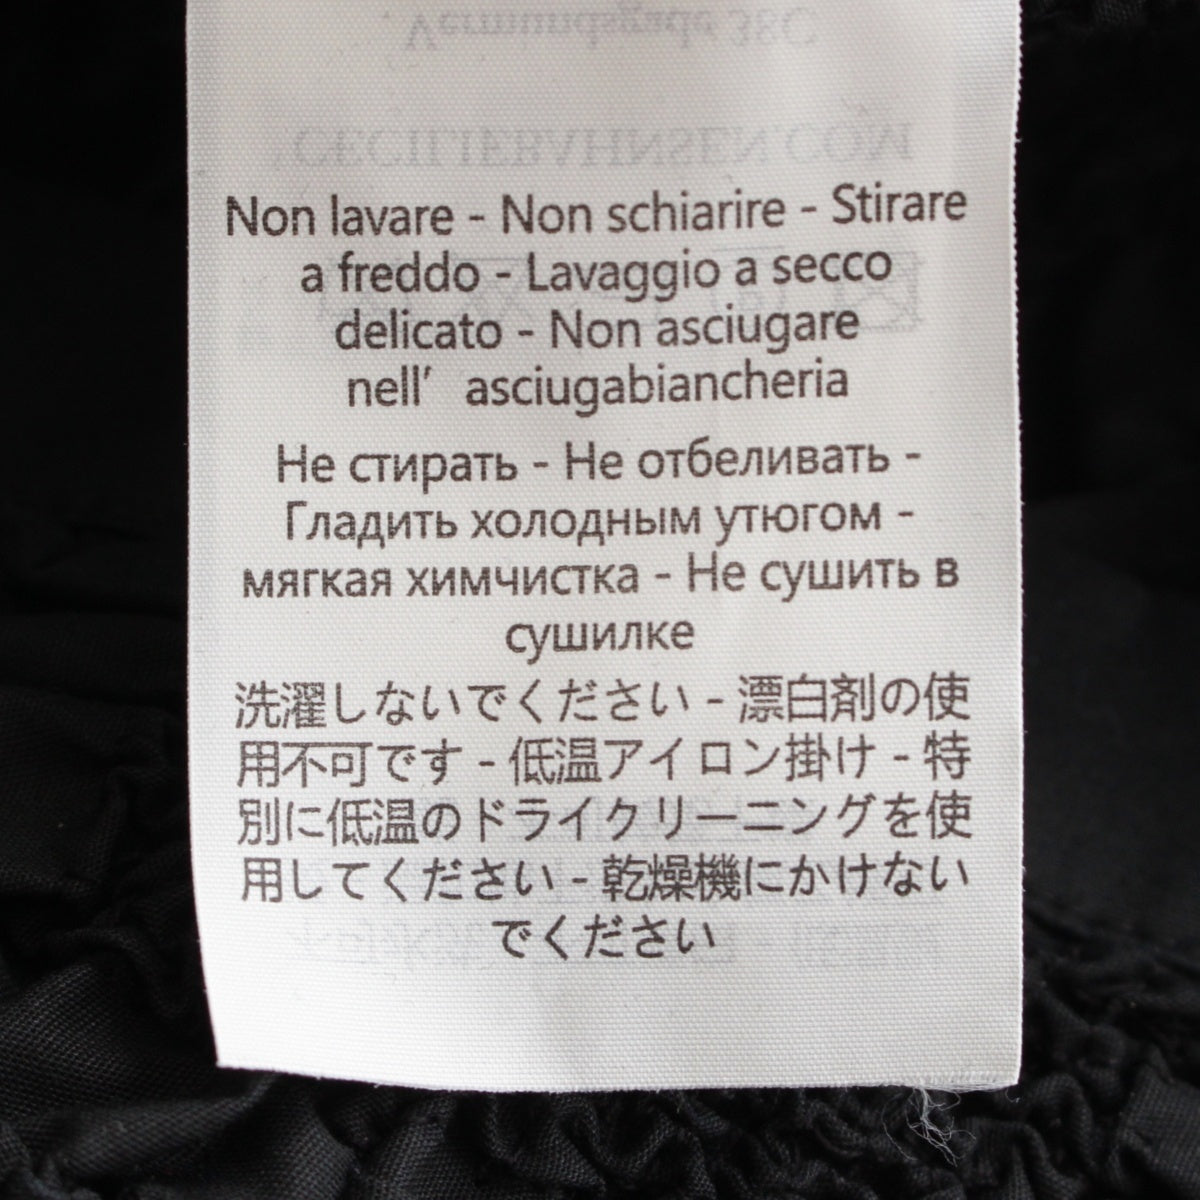 Vermundsgade 38C
CECILIEBAHNSEN.COM
Non lavare - Non schiarire - Stirare
a freddo - Lavaggio a secco
delicato - Non asciugare
nell’ asciugabiancheria
Не стирать - Не отбеливать -
Гладить холодным утюгом -
мягкая химчистка - Не сушить в
сушилке
洗濯しないでください - 漂白剤の使
用不可です - 低温アイロン掛け - 特
別に低温のドライクリーニングを使
用してください - 乾燥機にかけない
でください